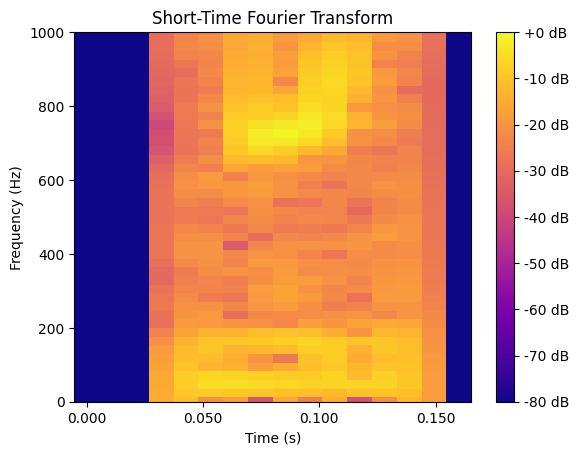 Short-Time Fourier Transform
1000
800
600
400
200
0
Frequency (Hz)
0.000
0.050
0.100
0.150
Time (s)
+0 dB
-10 dB
-20 dB
-30 dB
-40 dB
-50 dB
-60 dB
-70 dB
-80 dB